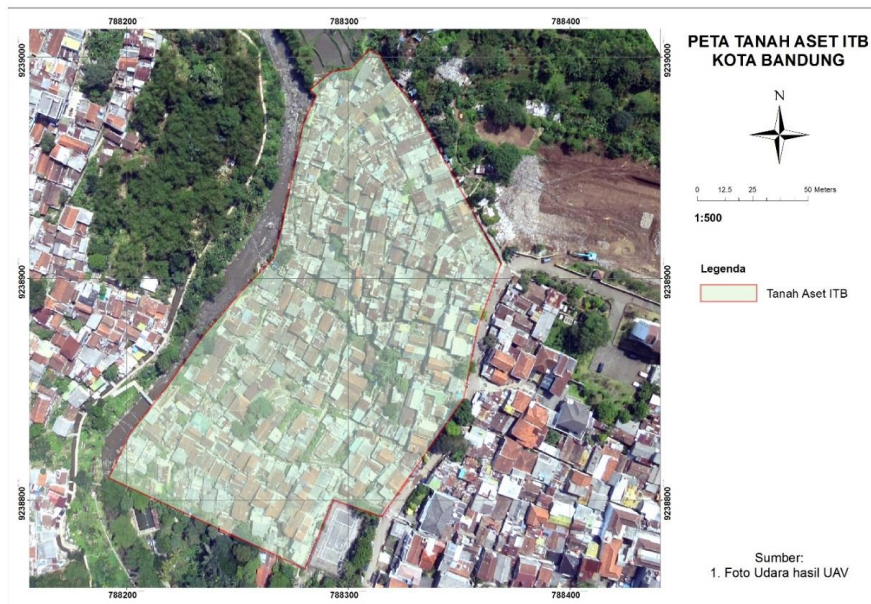 788200
788300
788400
PETA TANAH ASET ITB
KOTA BANDUNG
N
0 12.5 25 50 Meters
1:500
Legenda
Tanah Aset ITB
9239000
9239000
9238900
9238900
9238800
9238800
788200
788300
788400
Sumber:
1. Foto Udara hasil UAV